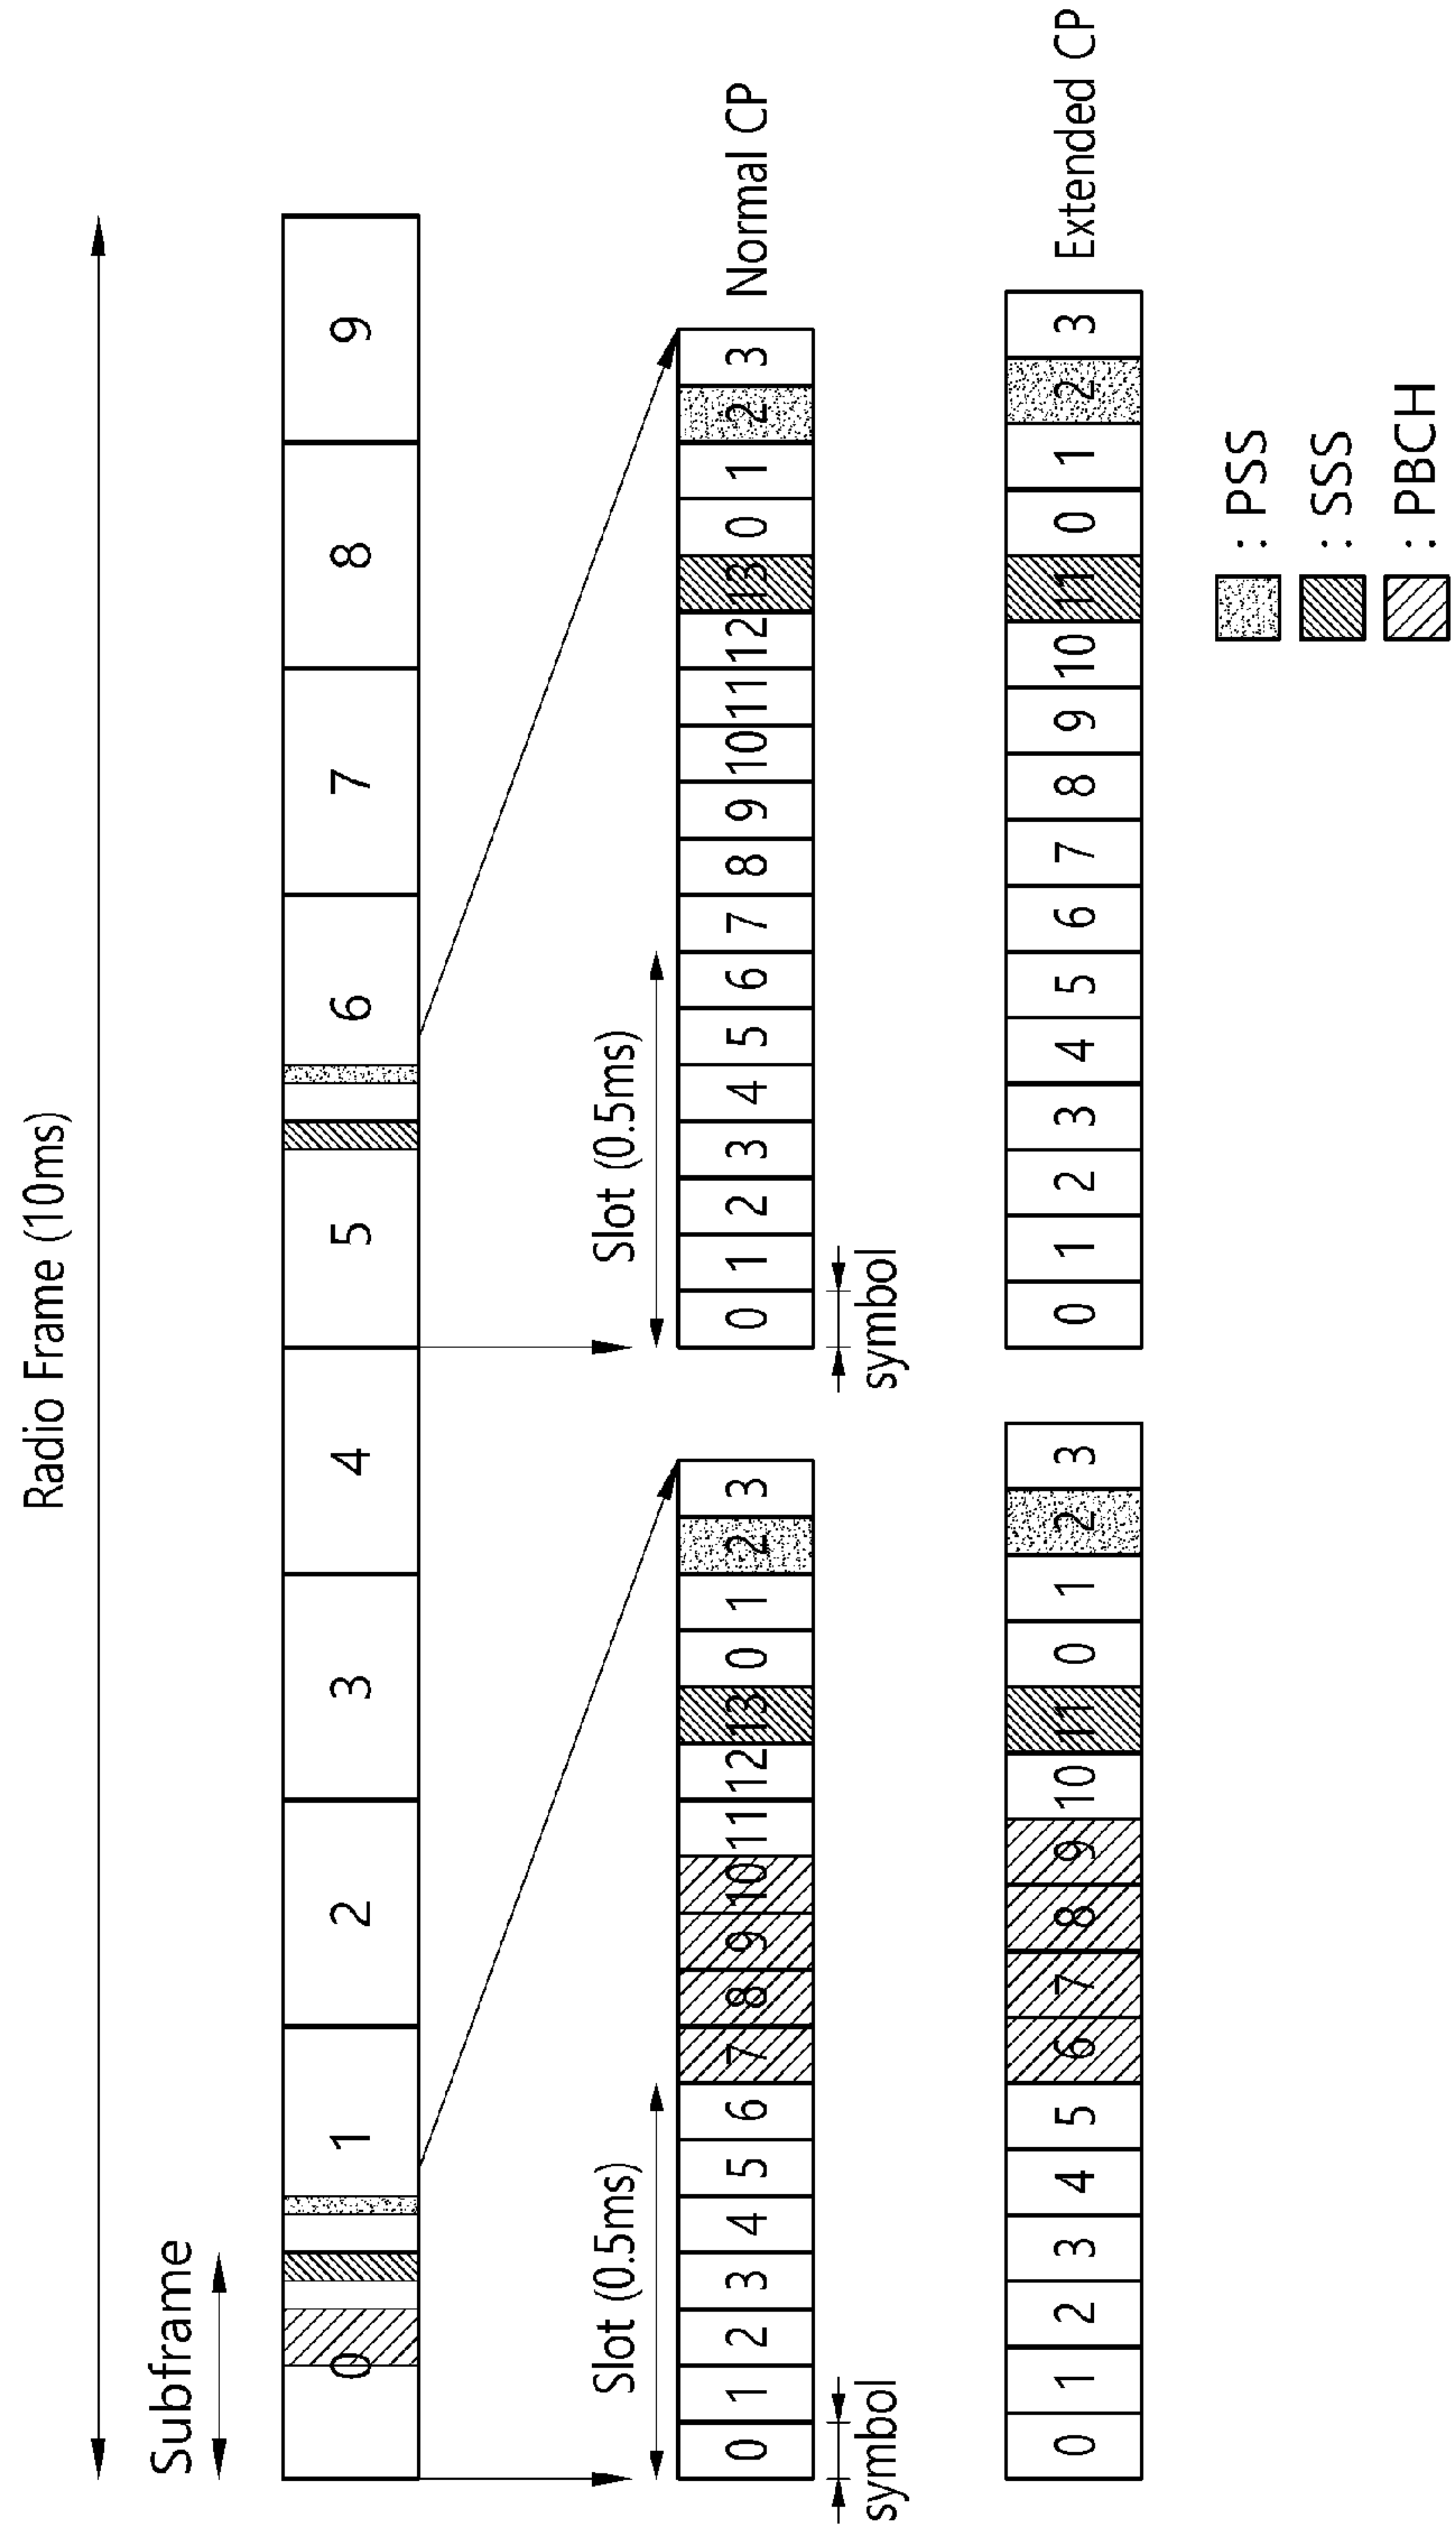 Radio Frame (10ms)
Subframe
0 1 2 3 4 5 6 7 8 9
Slot (0.5ms) Slot (0.5ms)
0 1 2 3 4 5 6 7 8 9 10 11 12 13 0 1 2 3 0 1 2 3 4 5 6 7 8 9 10 11 12 13 0 1 2 3 Normal CP
symbol symbol
0 1 2 3 4 5 6 7 8 9 10 11 0 1 2 3 0 1 2 3 4 5 6 7 8 9 10 11 0 1 2 3 Extended CP
: PSS
: SSS
: PBCH